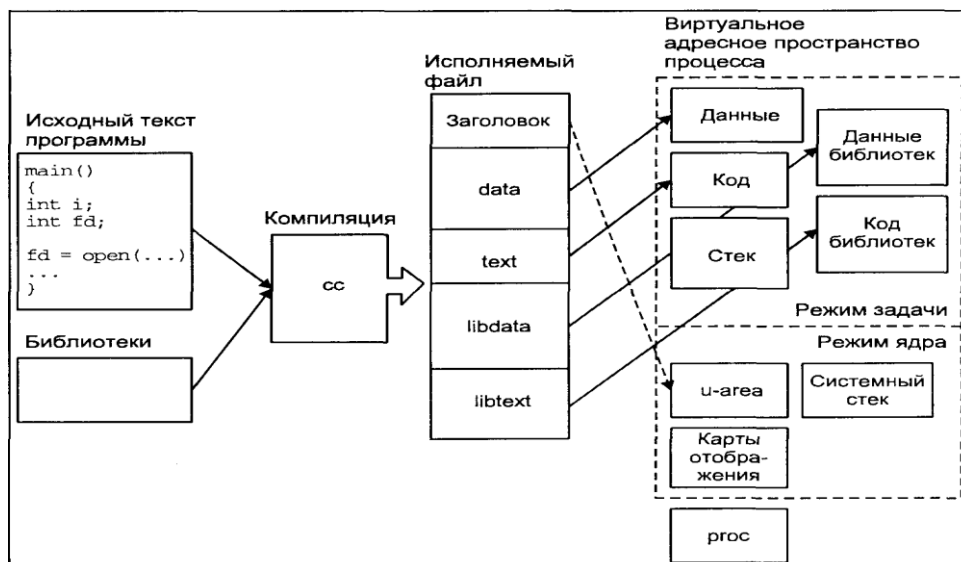 Исходный текст
программы
main()
{
int i;
int fd;
fd = open(...)
...
}
Библиотеки
Компиляция
cc
Исполняемый
файл
Заголовок
data
text
libdata
libtext
Виртуальное
адресное пространство
процесса
Данные
Код
Стек
Данные
библиотек
Код
библиотек
Режим задачи
Режим ядра
u-area
Системный
стек
Карты
отобра-
жения
proc